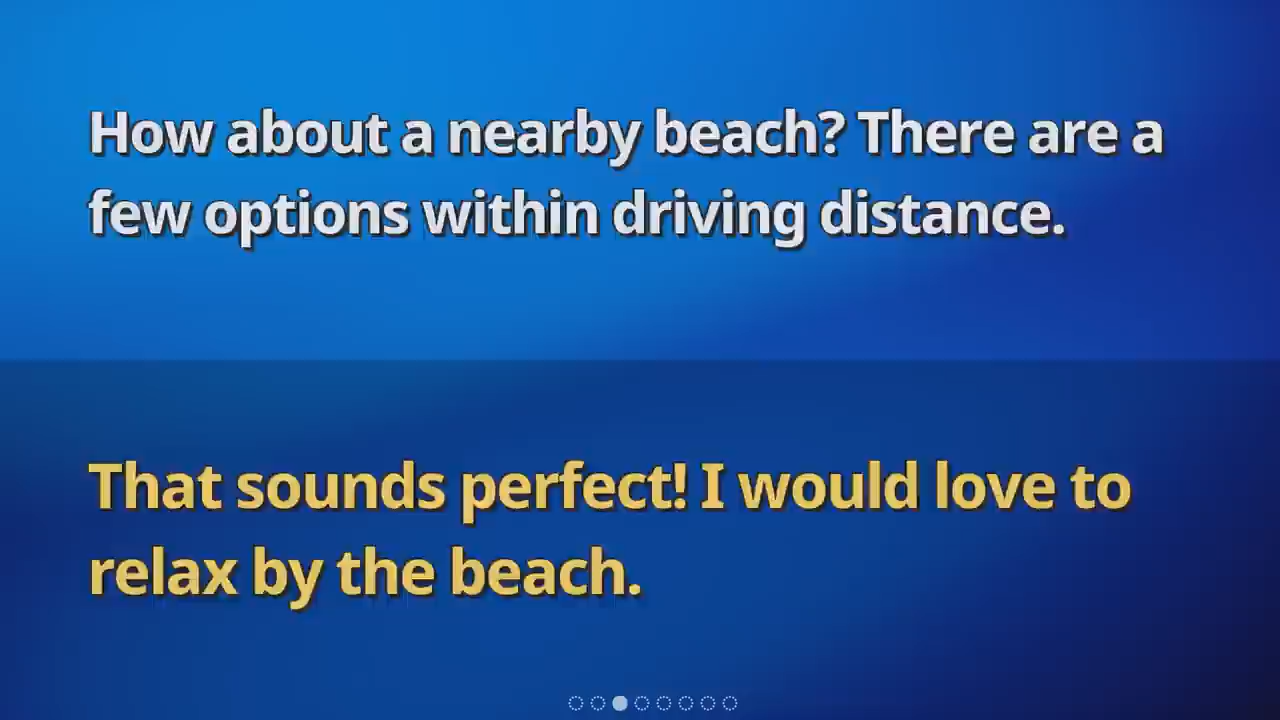 How about a nearby beach? There are a
few options within driving distance.
That sounds perfect! I would love to
relax by the beach.